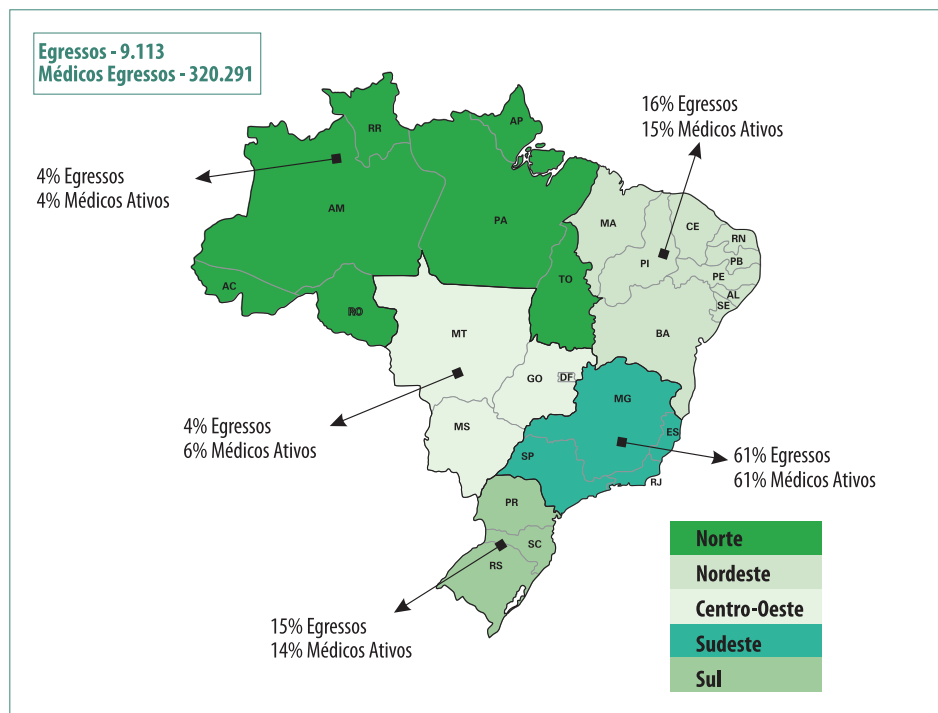 Egressos - 9.113
Médicos Egressos - 320.291
16% Egressos
15% Médicos Ativos
4% Egressos
4% Médicos Ativos
RR
AP
AM
PA
MA
CE
RN
PB
PI
PE
AL
SE
AC
TO
RO
BA
MT
GO
DF
MG
ES
MS
SP
RJ
4% Egressos
6% Médicos Ativos
61% Egressos
61% Médicos Ativos
PR
SC
RS
15% Egressos
14% Médicos Ativos
Norte
Nordeste
Centro-Oeste
Sudeste
Sul